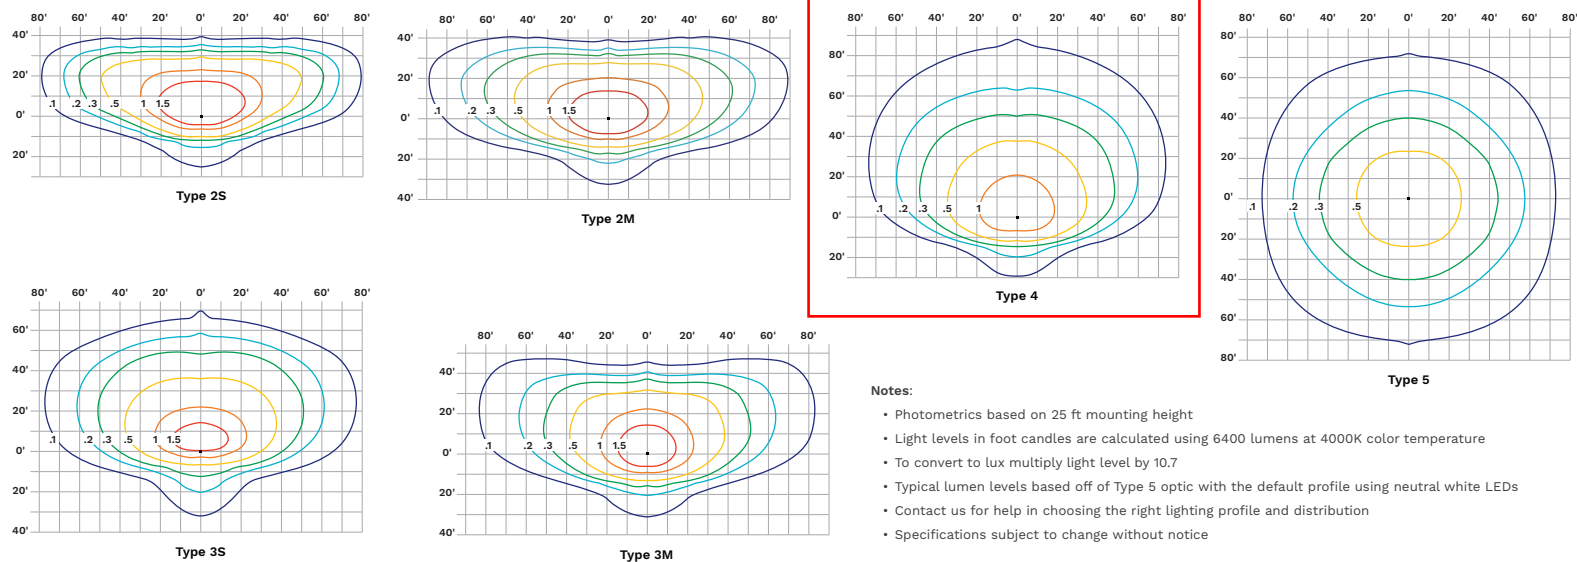 80' 60' 40' 20' 0' 20' 40' 60' 80'
40'
20'
0'
20'
.1 .2 .3 .5 1 1.5
Type 2S
80' 60' 40' 20' 0' 20' 40' 60' 80'
40'
20'
0'
20'
40'
.1 .2 .3 .5 1 1.5
Type 2M
80' 60' 40' 20' 0' 20' 40' 60'
80'
60'
40'
20'
0'
20'
.1 .2 .3 .5 1
Type 4
80' 60' 40' 20' 0' 20' 40' 60' 80'
80'
60'
40'
20'
0'
20'
40'
60'
80'
.1 .2 .3 .5
Type 5
80' 60' 40' 20' 0' 20' 40' 60' 80'
60'
40'
20'
0'
20'
40'
.1 .2 .3 .5 1 1.5
Type 3S
80' 60' 40' 20' 0' 20' 40' 60' 80'
40'
20'
0'
20'
40'
.1 .2 .3 .5 1 1.5
Type 3M
Notes:
• Photometrics based on 25 ft mounting height
• Light levels in foot candles are calculated using 6400 lumens at 4000K color temperature
• To convert to lux multiply light level by 10.7
• Typical lumen levels based off of Type 5 optic with the default profile using neutral white LEDs
• Contact us for help in choosing the right lighting profile and distribution
• Specifications subject to change without notice